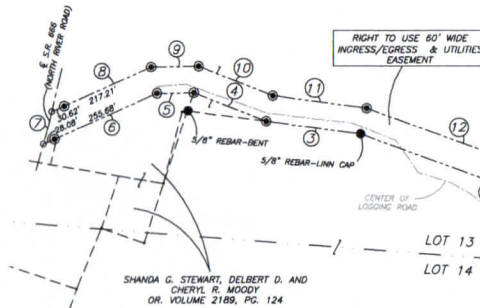 ℄ S.R. 666
(NORTH RIVER ROAD)
9
8
10
217.21'
RIGHT TO USE 60' WIDE
INGRESS/EGRESS & UTILITIES
EASEMENT
11
5
4
30.62'
7
28.08'
255.68'
6
12
5/8" REBAR-BENT
3
5/8" REBAR-LINN CAP
CENTER OF
LOGGING ROAD
LOT 13
LOT 14
SHANDA G. STEWART, DELBERT D. AND
CHERYL R. MOODY
OR. VOLUME 2189, PG. 124